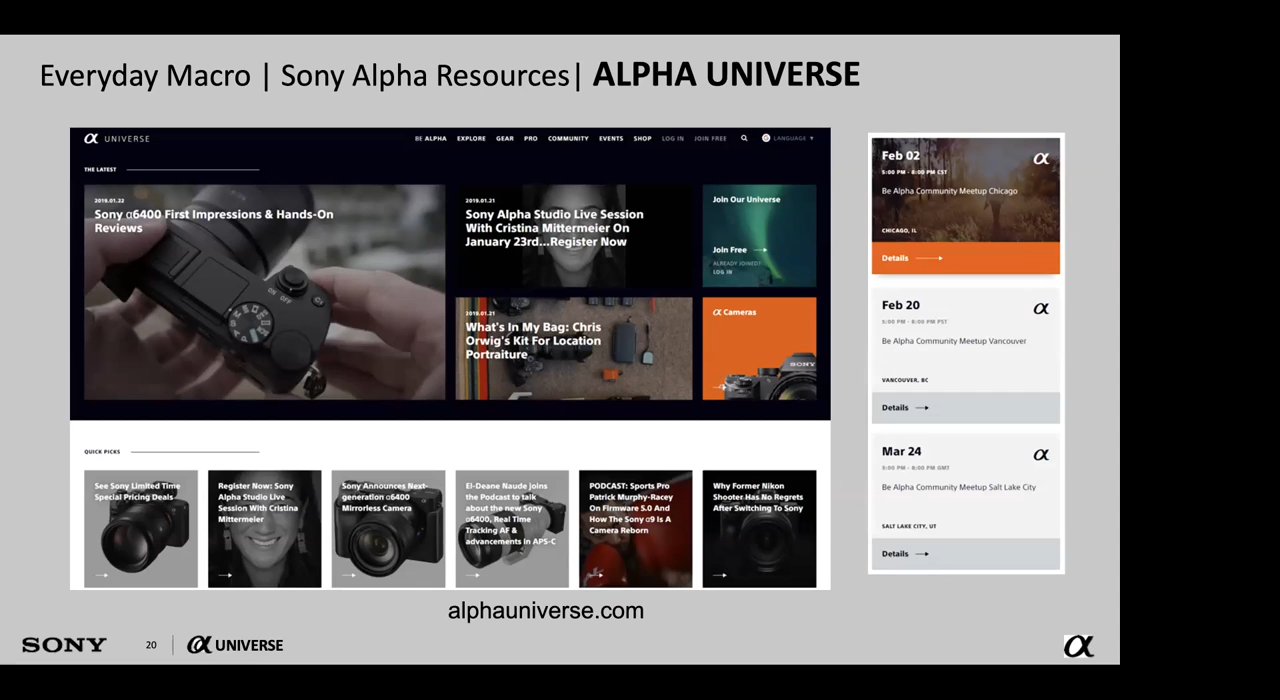 Everyday Macro | Sony Alpha Resources| ALPHA UNIVERSE
α UNIVERSE
BE ALPHA EXPLORE GEAR PRO COMMUNITY EVENTS SHOP LOG IN JOIN FREE LANGUAGE
THE LATEST
2019.01.22
Sony α6400 First Impressions & Hands-On
Reviews
ON
OFF
2019.01.21
Sony Alpha Studio Live Session
With Cristina Mittermeier On
January 23rd...Register Now
Join Our Universe
Join Free
ALREADY JOINED?
LOG IN
2019.01.21
What's In My Bag: Chris
Orwig's Kit For Location
Portraiture
α Cameras
SONY
QUICK PICKS
See Sony Limited Time
Special Pricing Deals
Register Now: Sony
Alpha Studio Live
Session With Cristina
Mittermeier
Sony Announces Next-
generation α6400
Mirrorless Camera
El-Deane Naude Joins
the Podcast to talk
about the new Sony
α6400, Real Time
Tracking AF &
advancements in APS-C
PODCAST: Sports Pro
Patrick Murphy-Racey
On Firmware 5.0 And
How The Sony α9 Is A
Camera Reborn
Why Former Nikon
Shooter Has No Regrets
After Switching To Sony
Feb 02
α
5:00 PM - 8:00 PM CST
Be Alpha Community Meetup Chicago
CHICAGO, IL
Details
Feb 20
α
5:00 PM - 8:00 PM PST
Be Alpha Community Meetup Vancouver
VANCOUVER, BC
Details
Mar 24
α
5:00 PM - 8:00 PM GMT
Be Alpha Community Meetup Salt Lake City
SALT LAKE CITY, UT
Details
alphauniverse.com
SONY 20 | α UNIVERSE
α